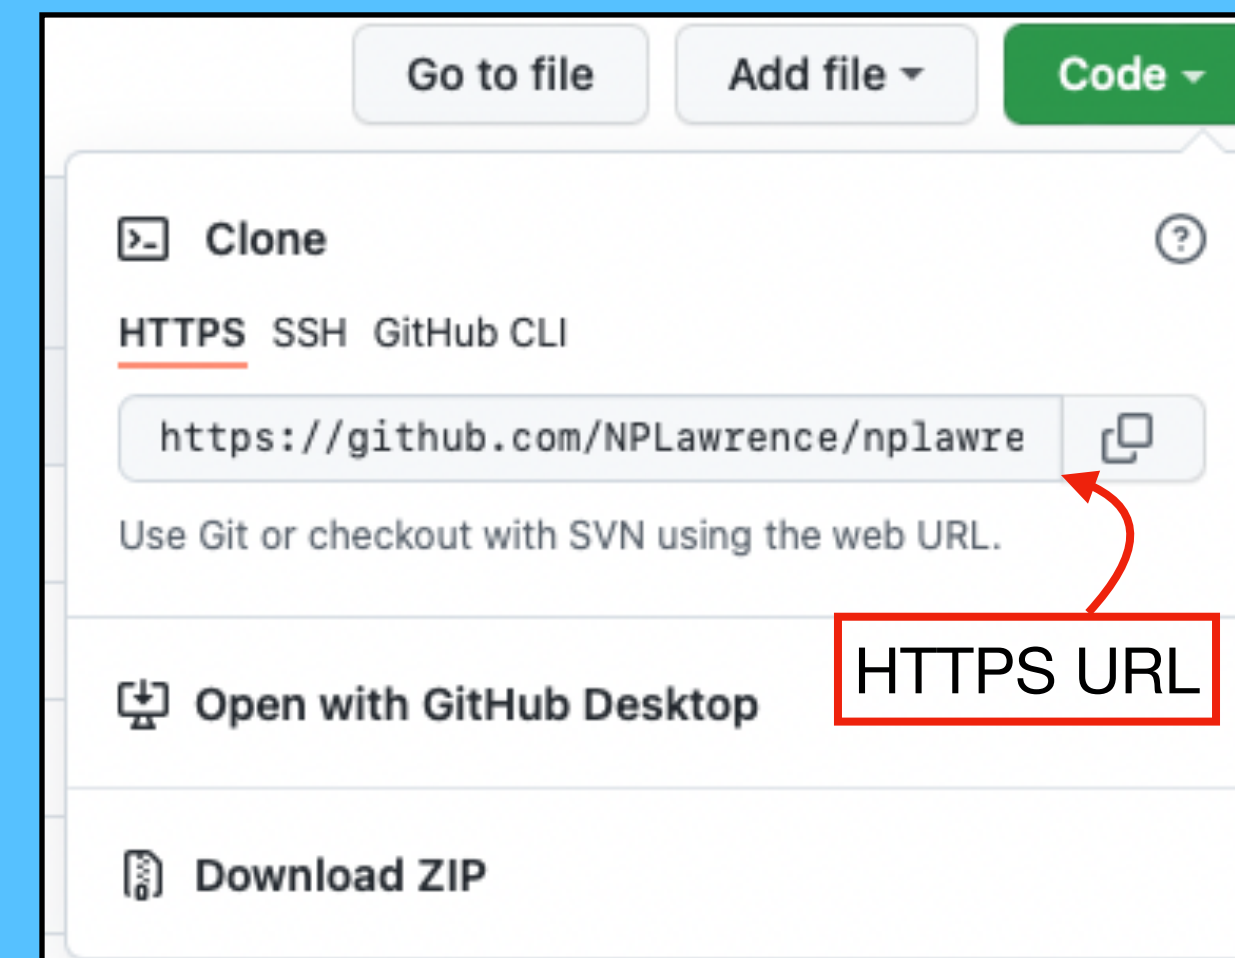 Go to file
Add file
Code
Clone
HTTPS SSH GitHub CLI
https://github.com/NPLawrence/nplawre
Use Git or checkout with SVN using the web URL.
HTTPS URL
Open with GitHub Desktop
Download ZIP